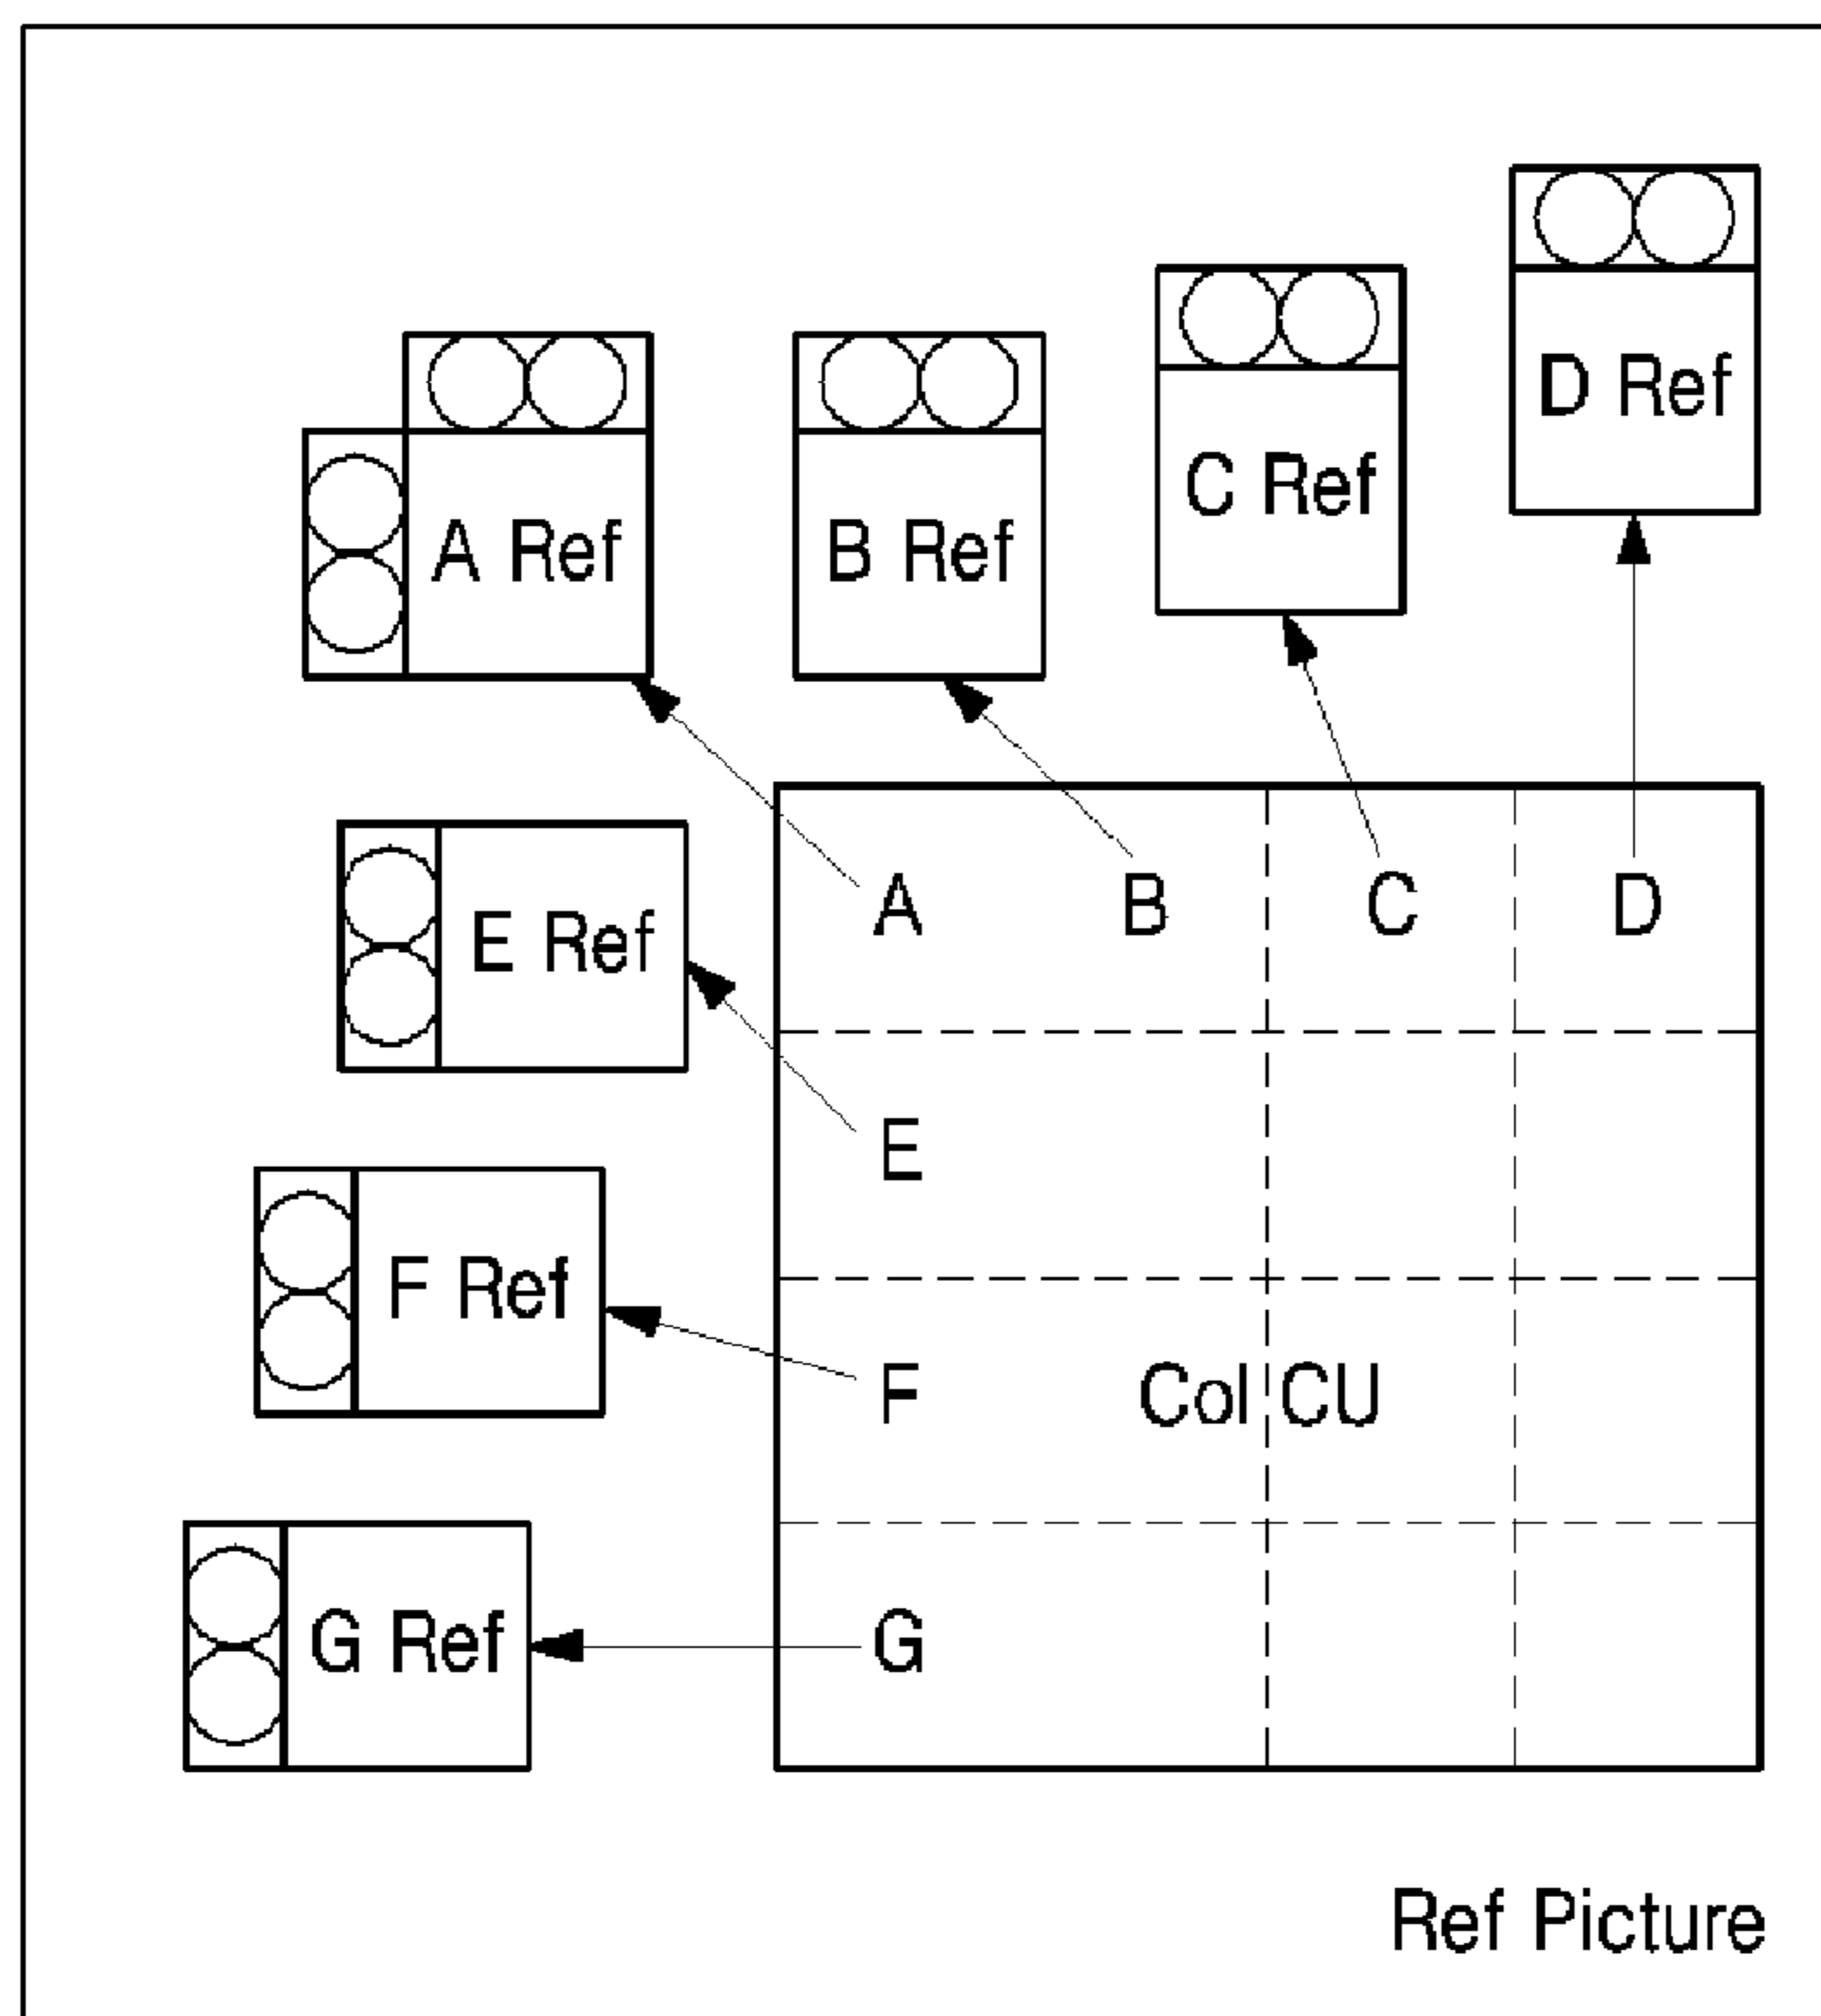 D Ref
C Ref
A Ref
B Ref
A
B
C
D
E Ref
E
F Ref
F
Col CU
G Ref
G
Ref Picture